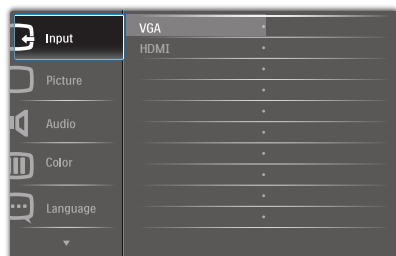 Input
Picture
Audio
Color
Language
VGA
HDMI